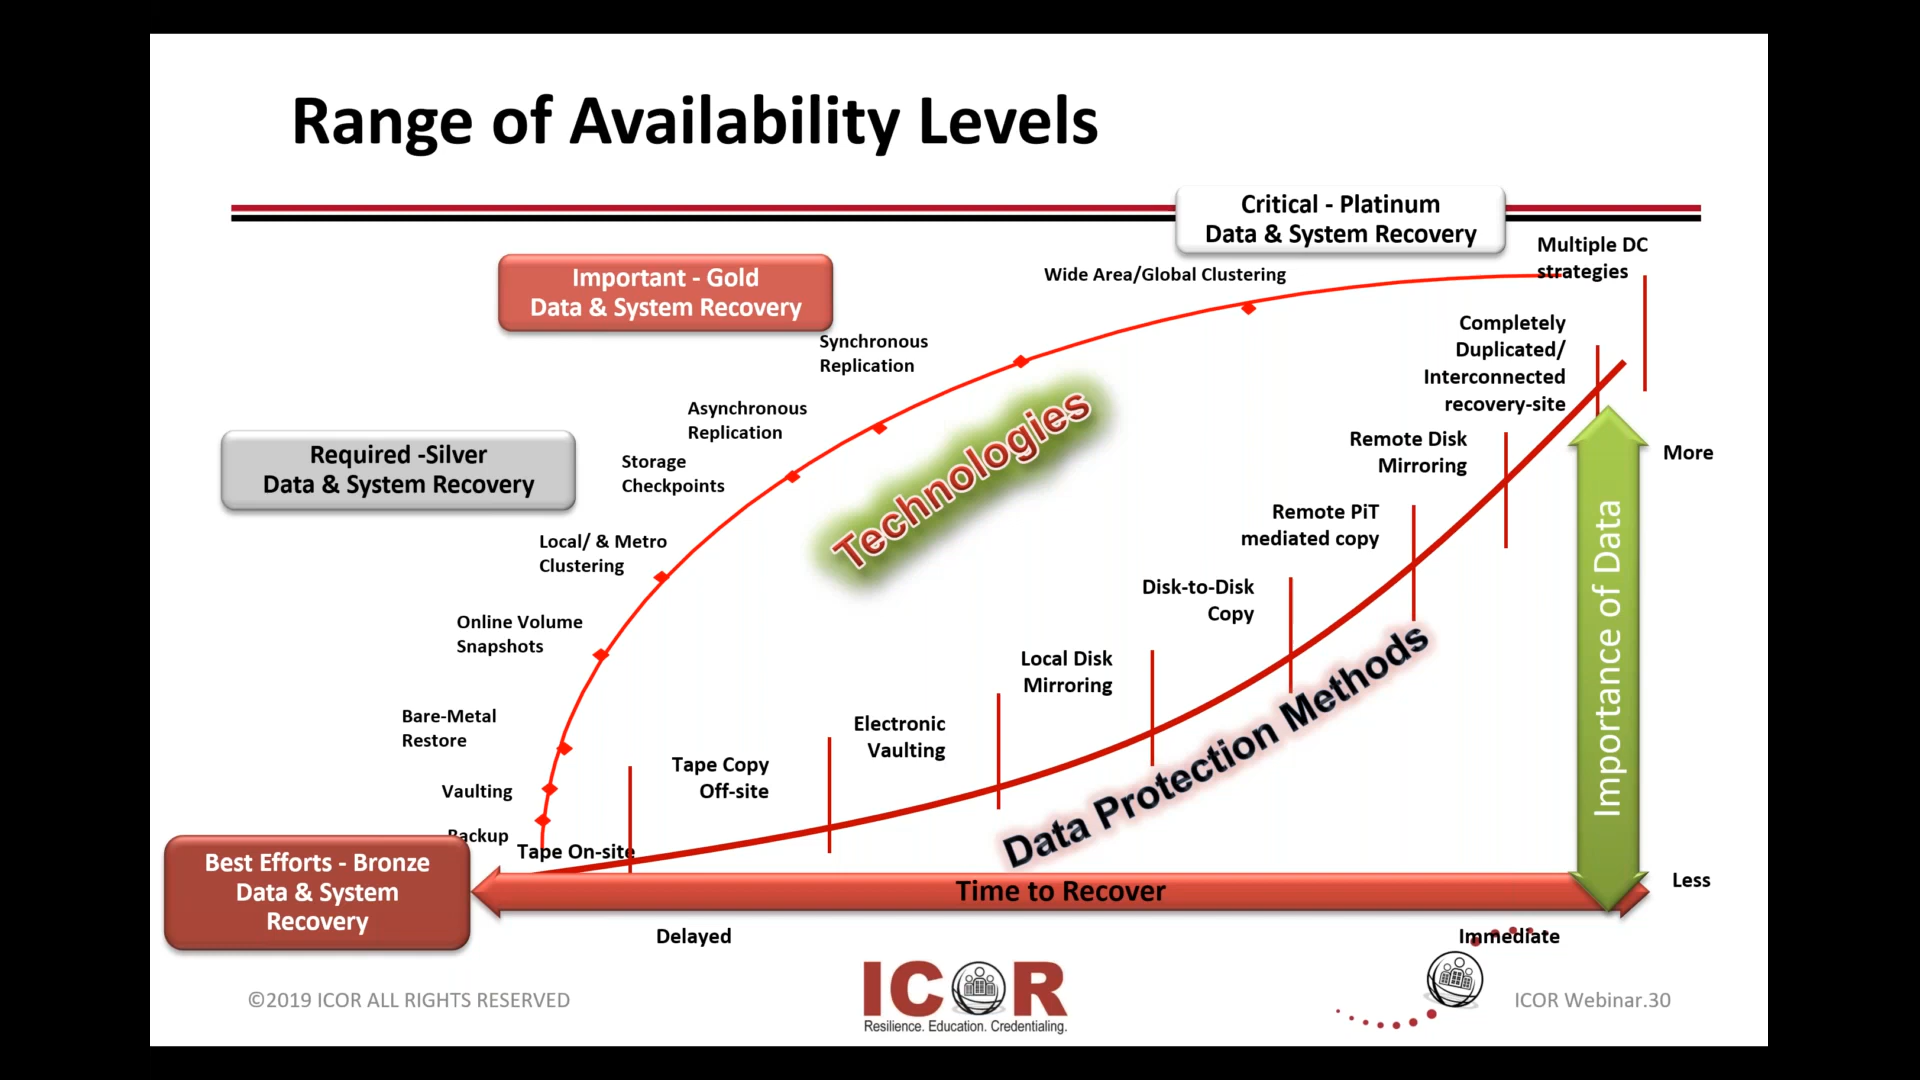 Range of Availability Levels
Critical - Platinum
Data & System Recovery
Multiple DC
strategies
Important - Gold
Data & System Recovery
Wide Area/Global Clustering
Completely
Duplicated/
Interconnected
recovery-site
Synchronous
Replication
Asynchronous
Replication
Technologies
Required -Silver
Data & System Recovery
Storage
Checkpoints
Remote Disk
Mirroring
More
Remote PiT
mediated copy
Local/ & Metro
Clustering
Disk-to-Disk
Copy
Importance of Data
Online Volume
Snapshots
Local Disk
Mirroring
Data Protection Methods
Bare-Metal
Restore
Electronic
Vaulting
Tape Copy
Off-site
Vaulting
Backup
Tape On-site
Best Efforts - Bronze
Data & System
Recovery
Time to Recover
Less
Delayed
Immediate
©2019 ICOR ALL RIGHTS RESERVED
ICOR
Resilience. Education. Credentialing.
ICOR Webinar.30